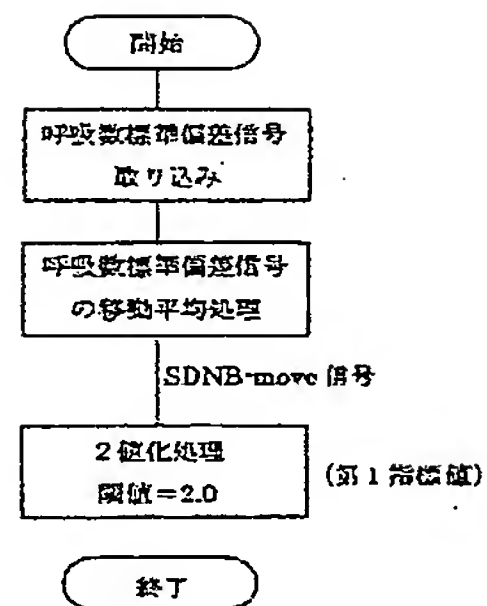 開始
呼吸数標準偏差信号
取り込み
呼吸数標準偏差信号
の移動平均処理
SDNB-move 信号
2値化処理
閾値=2.0
(第1指標値)
終了